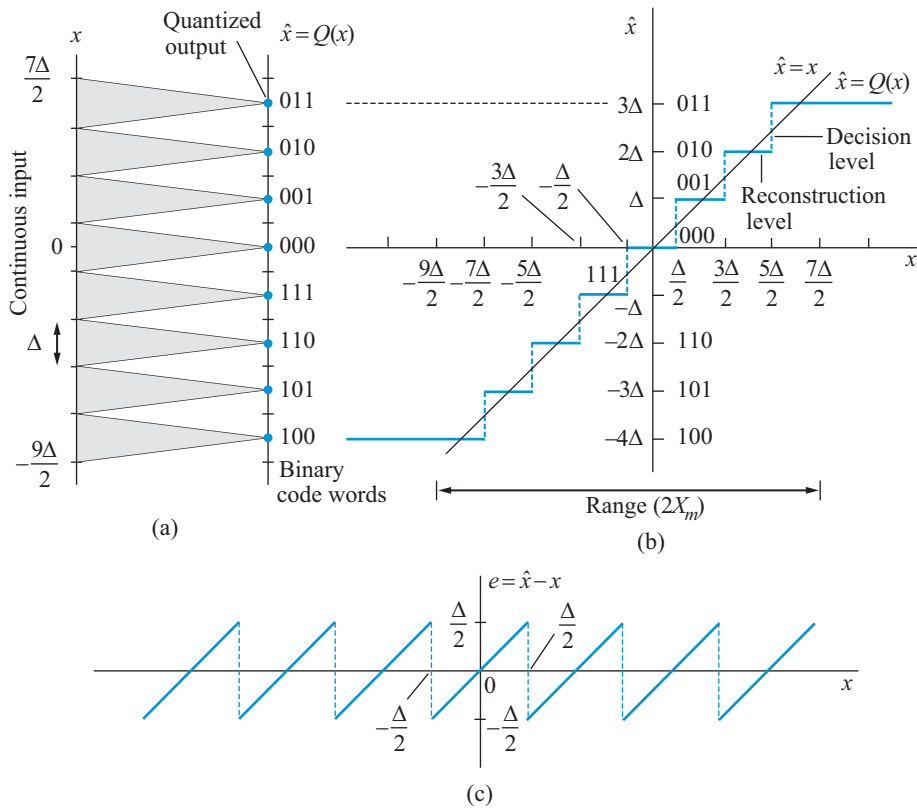 x
Quantized
output
x̂ = Q(x)
7Δ/2
Continuous input
0
Δ
−9Δ/2
011
010
001
000
111
110
101
100
Binary
code words
(a)
x̂
x̂ = x
x̂ = Q(x)
3Δ 011
2Δ 010
Δ 001
000
Decision
level
Reconstruction
level
−3Δ/2 −Δ/2
x
−9Δ/2 −7Δ/2 −5Δ/2 111 Δ/2 3Δ/2 5Δ/2 7Δ/2
−Δ
−2Δ 110
−3Δ 101
−4Δ 100
Range (2Xₘ)
(b)
e = x̂ − x
Δ/2 Δ/2
0 x
−Δ/2 −Δ/2
(c)